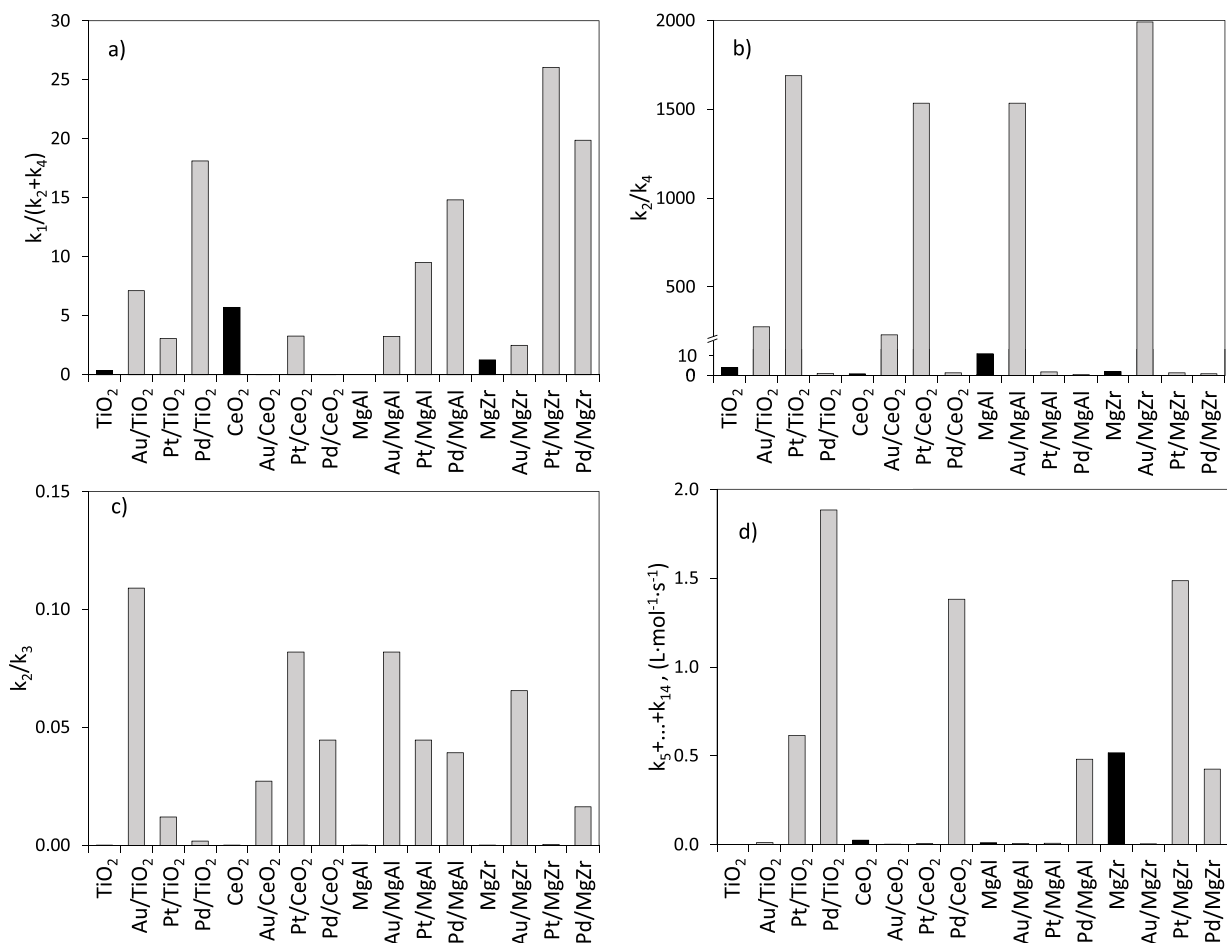 a)
30
25
20
15
10
5
0
k1/(k2+k4)
TiO2
Au/TiO2
Pt/TiO2
Pd/TiO2
CeO2
Au/CeO2
Pt/CeO2
Pd/CeO2
MgAl
Au/MgAl
Pt/MgAl
Pd/MgAl
MgZr
Au/MgZr
Pt/MgZr
Pd/MgZr
b)
2000
1500
1000
500
10
0
k2/k4
TiO2
Au/TiO2
Pt/TiO2
Pd/TiO2
CeO2
Au/CeO2
Pt/CeO2
Pd/CeO2
MgAl
Au/MgAl
Pt/MgAl
Pd/MgAl
MgZr
Au/MgZr
Pt/MgZr
Pd/MgZr
c)
0.15
0.10
0.05
0.00
k2/k3
TiO2
Au/TiO2
Pt/TiO2
Pd/TiO2
CeO2
Au/CeO2
Pt/CeO2
Pd/CeO2
MgAl
Au/MgAl
Pt/MgAl
Pd/MgAl
MgZr
Au/MgZr
Pt/MgZr
Pd/MgZr
d)
2.0
1.5
1.0
0.5
0.0
k5+...+k14, (L·mol-1·s-1)
TiO2
Au/TiO2
Pt/TiO2
Pd/TiO2
CeO2
Au/CeO2
Pt/CeO2
Pd/CeO2
MgAl
Au/MgAl
Pt/MgAl
Pd/MgAl
MgZr
Au/MgZr
Pt/MgZr
Pd/MgZr